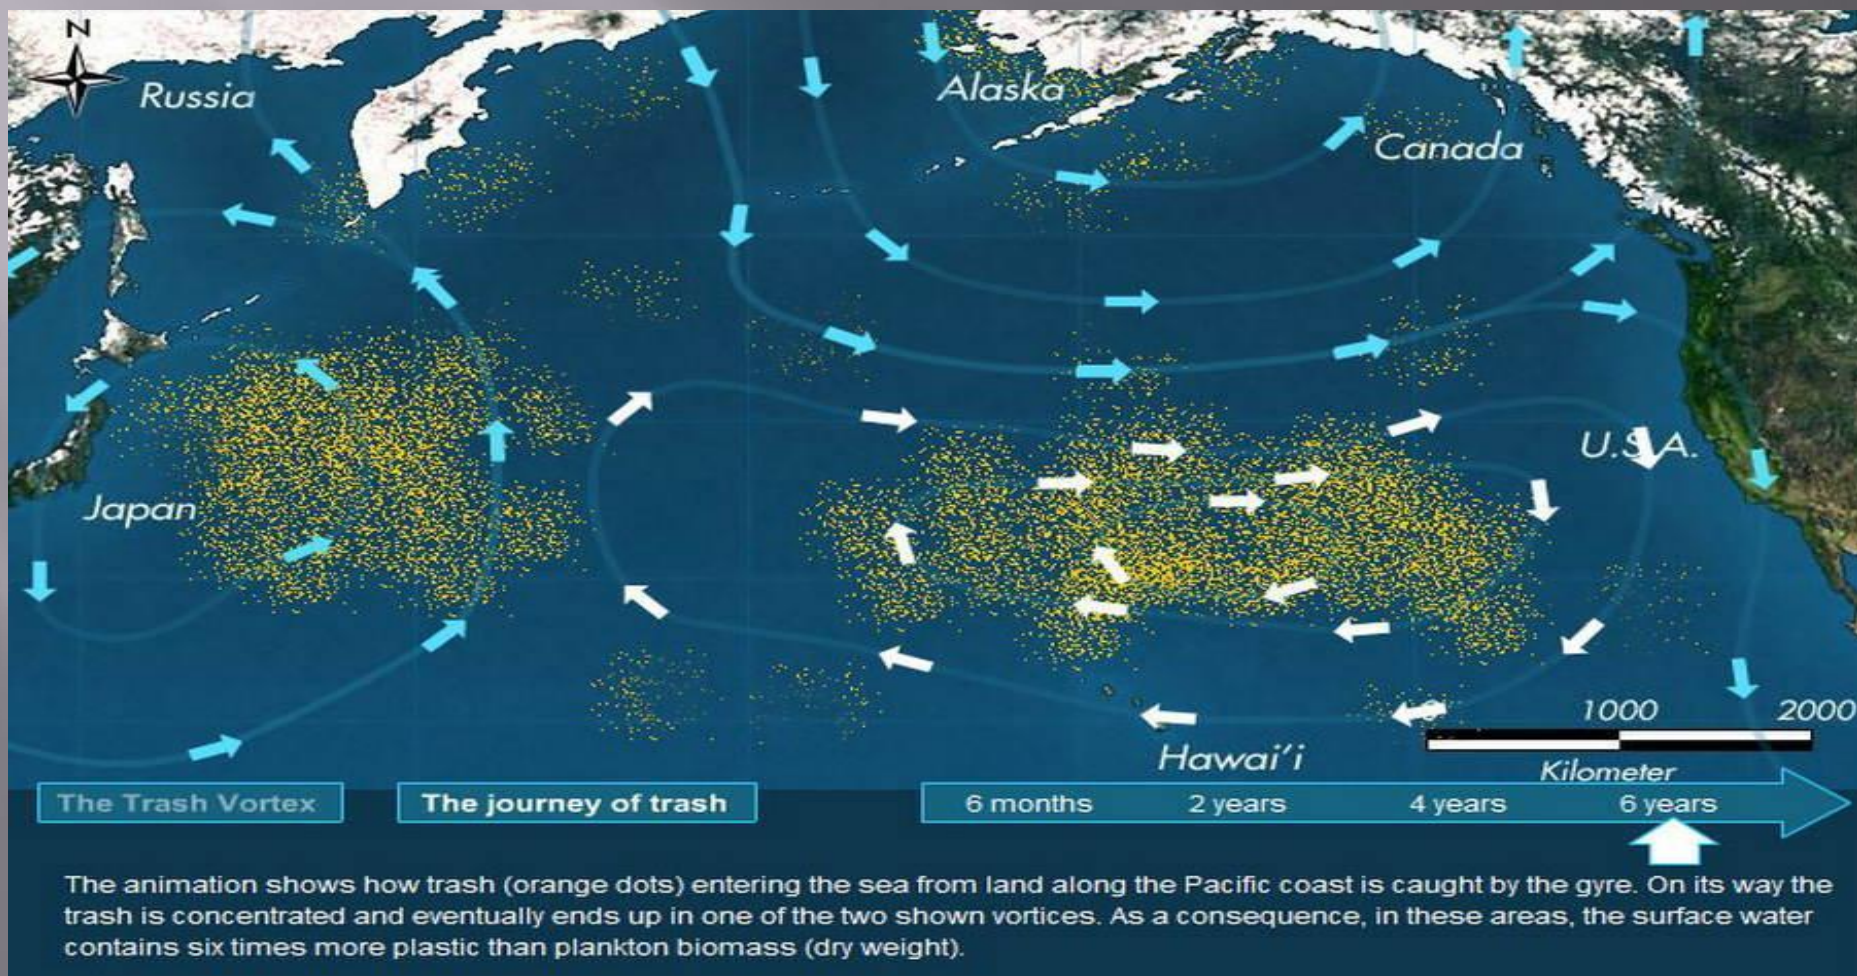 N
Russia
Alaska
Canada
U.S.A.
Japan
1000
2000
Hawai'i
Kilometer
The Trash Vortex
The journey of trash
6 months
2 years
4 years
6 years
The animation shows how trash (orange dots) entering the sea from land along the Pacific coast is caught by the gyre. On its way the
trash is concentrated and eventually ends up in one of the two shown vortices. As a consequence, in these areas, the surface water
contains six times more plastic than plankton biomass (dry weight).